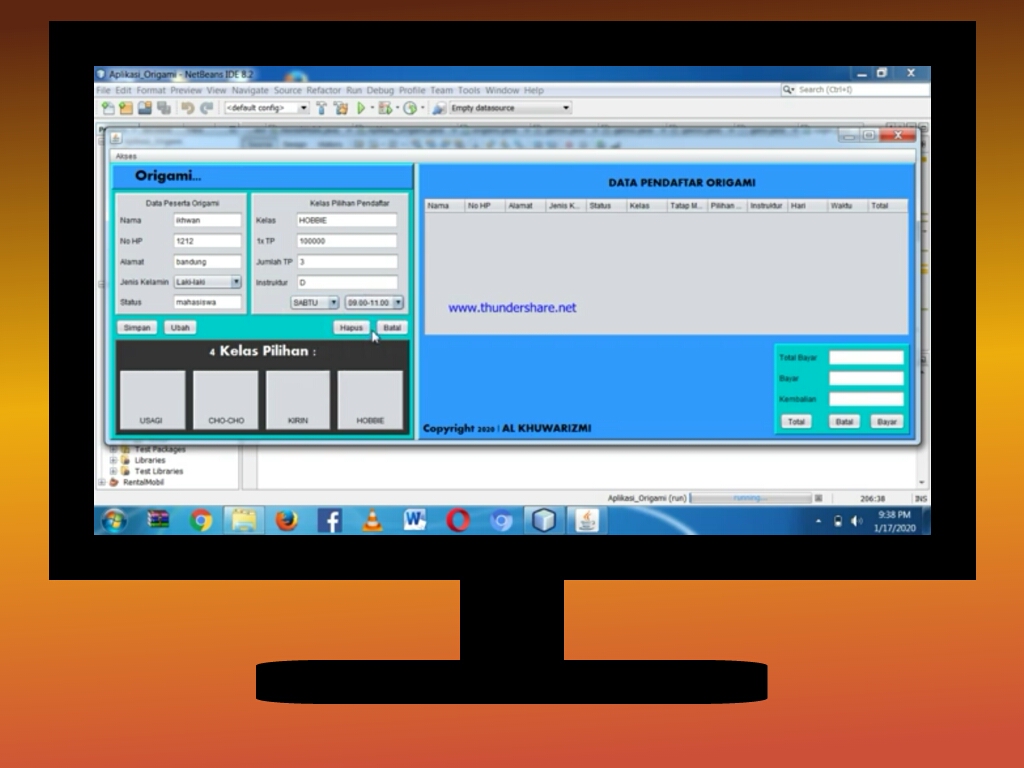 Aplikasi_Origami - NetBeans IDE 8.2
File Edit Format Preview View Navigate Source Refactor Run Debug Profile Team Tools Window Help
Search (Ctrl+I)
<default config>
Empty datasource
Akses
Origami...
Data Peserta Origami
Kelas Pilihan Pendaftar
Nama ikhwan
Kelas HOBBIE
No HP 1212
1x TP 100000
Alamat bandung
Jumlah TP 3
Jenis Kelamin Laki-laki
Instruktur D
Status mahasiswa
SABTU 09.00-11.00
Simpan Ubah Hapus Batal
4 Kelas Pilihan :
USAGI CHO-CHO KIRIN HOBBIE
DATA PENDAFTAR ORIGAMI
Nama No HP Alamat Jenis K... Status Kelas Tatap M... Pilihan ... Instruktur Hari Waktu Total
www.thundershare.net
Total Bayar
Bayar
Kembalian
Total Batal Bayar
Copyright 2020 | AL KHUWARIZMI
Test Packages
Libraries
Test Libraries
RentalMobil
Aplikasi_Origami (run) running... 206:38 INS
9:38 PM
1/17/2020